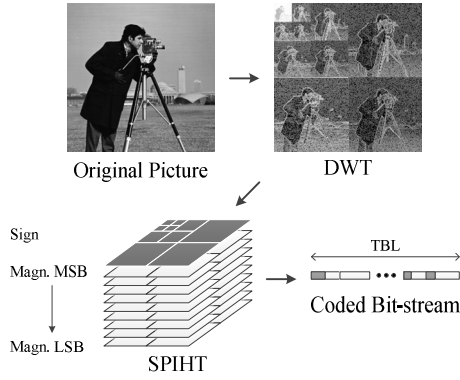 Original Picture
DWT
Sign
Magn. MSB
Magn. LSB
SPIHT
TBL
Coded Bit-stream